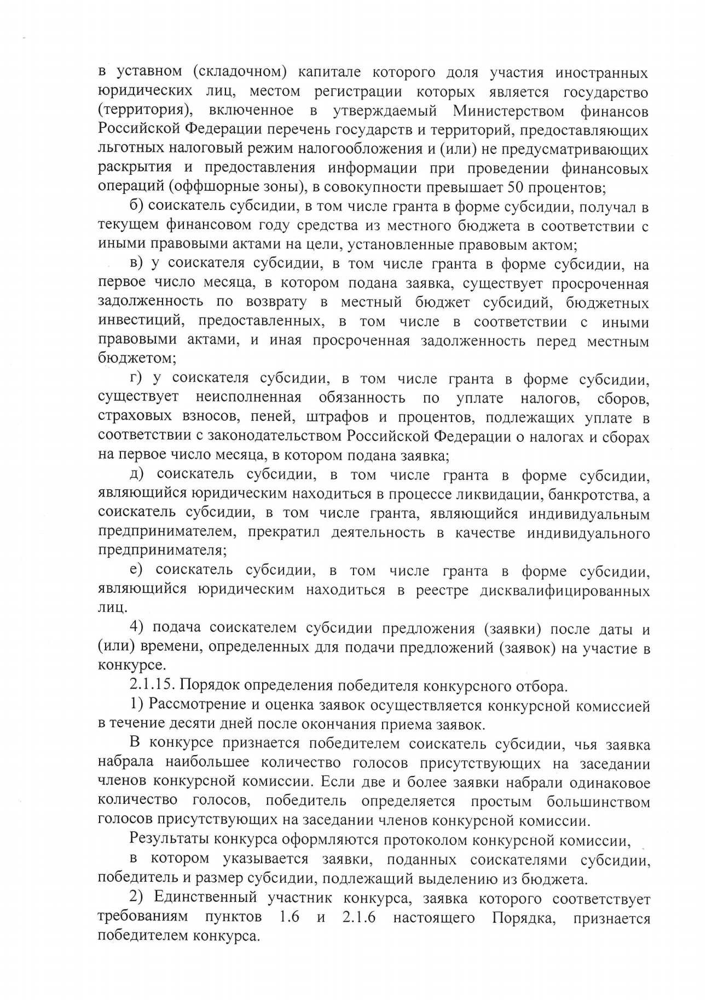 в уставном (складочном) капитале которого доля участия иностранных
юридических лиц, местом регистрации которых является государство
(территория), включенное в утверждаемый Министерством финансов
Российской Федерации перечень государств и территорий, предоставляющих
льготных налоговый режим налогообложения и (или) не предусматривающих
раскрытия и предоставления информации при проведении финансовых
операций (оффшорные зоны), в совокупности превышает 50 процентов;
б) соискатель субсидии, в том числе гранта в форме субсидии, получал в
текущем финансовом году средства из местного бюджета в соответствии с
иными правовыми актами на цели, установленные правовым актом;
в) у соискателя субсидии, в том числе гранта в форме субсидии, на
первое число месяца, в котором подана заявка, существует просроченная
задолженность по возврату в местный бюджет субсидий, бюджетных
инвестиций, предоставленных, в том числе в соответствии с иными
правовыми актами, и иная просроченная задолженность перед местным
бюджетом;
г) у соискателя субсидии, в том числе гранта в форме субсидии,
существует неисполненная обязанность по уплате налогов, сборов,
страховых взносов, пеней, штрафов и процентов, подлежащих уплате в
соответствии с законодательством Российской Федерации о налогах и сборах
на первое число месяца, в котором подана заявка;
д) соискатель субсидии, в том числе гранта в форме субсидии,
являющийся юридическим находиться в процессе ликвидации, банкротства, а
соискатель субсидии, в том числе гранта, являющийся индивидуальным
предпринимателем, прекратил деятельность в качестве индивидуального
предпринимателя;
е) соискатель субсидии, в том числе гранта в форме субсидии,
являющийся юридическим находиться в реестре дисквалифицированных
лиц.
4) подача соискателем субсидии предложения (заявки) после даты и
(или) времени, определенных для подачи предложений (заявок) на участие в
конкурсе.
2.1.15. Порядок определения победителя конкурсного отбора.
1) Рассмотрение и оценка заявок осуществляется конкурсной комиссией
в течение десяти дней после окончания приема заявок.
В конкурсе признается победителем соискатель субсидии, чья заявка
набрала наибольшее количество голосов присутствующих на заседании
членов конкурсной комиссии. Если две и более заявки набрали одинаковое
количество голосов, победитель определяется простым большинством
голосов присутствующих на заседании членов конкурсной комиссии.
Результаты конкурса оформляются протоколом конкурсной комиссии,
в котором указывается заявки, поданных соискателями субсидии,
победитель и размер субсидии, подлежащий выделению из бюджета.
2) Единственный участник конкурса, заявка которого соответствует
требованиям пунктов 1.6 и 2.1.6 настоящего Порядка, признается
победителем конкурса.